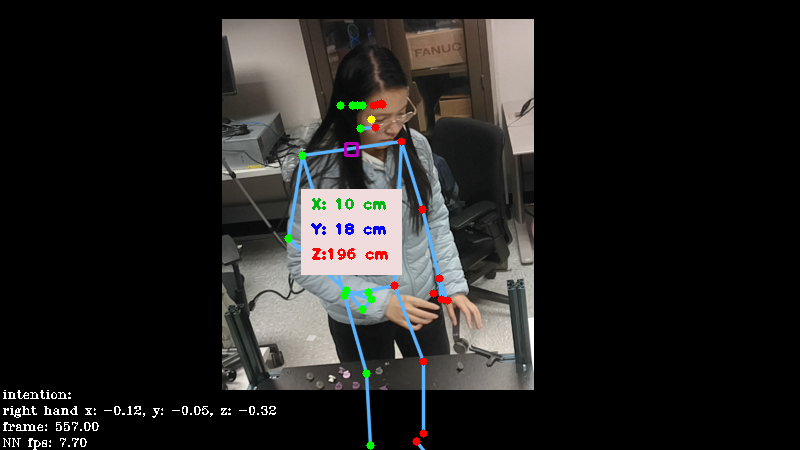 FANUC
X: 10 cm
Y: 18 cm
Z:196 cm
intention:
right hand x: −0.12, y: −0.05, z: −0.32
frame: 557.00
NN fps: 7.70